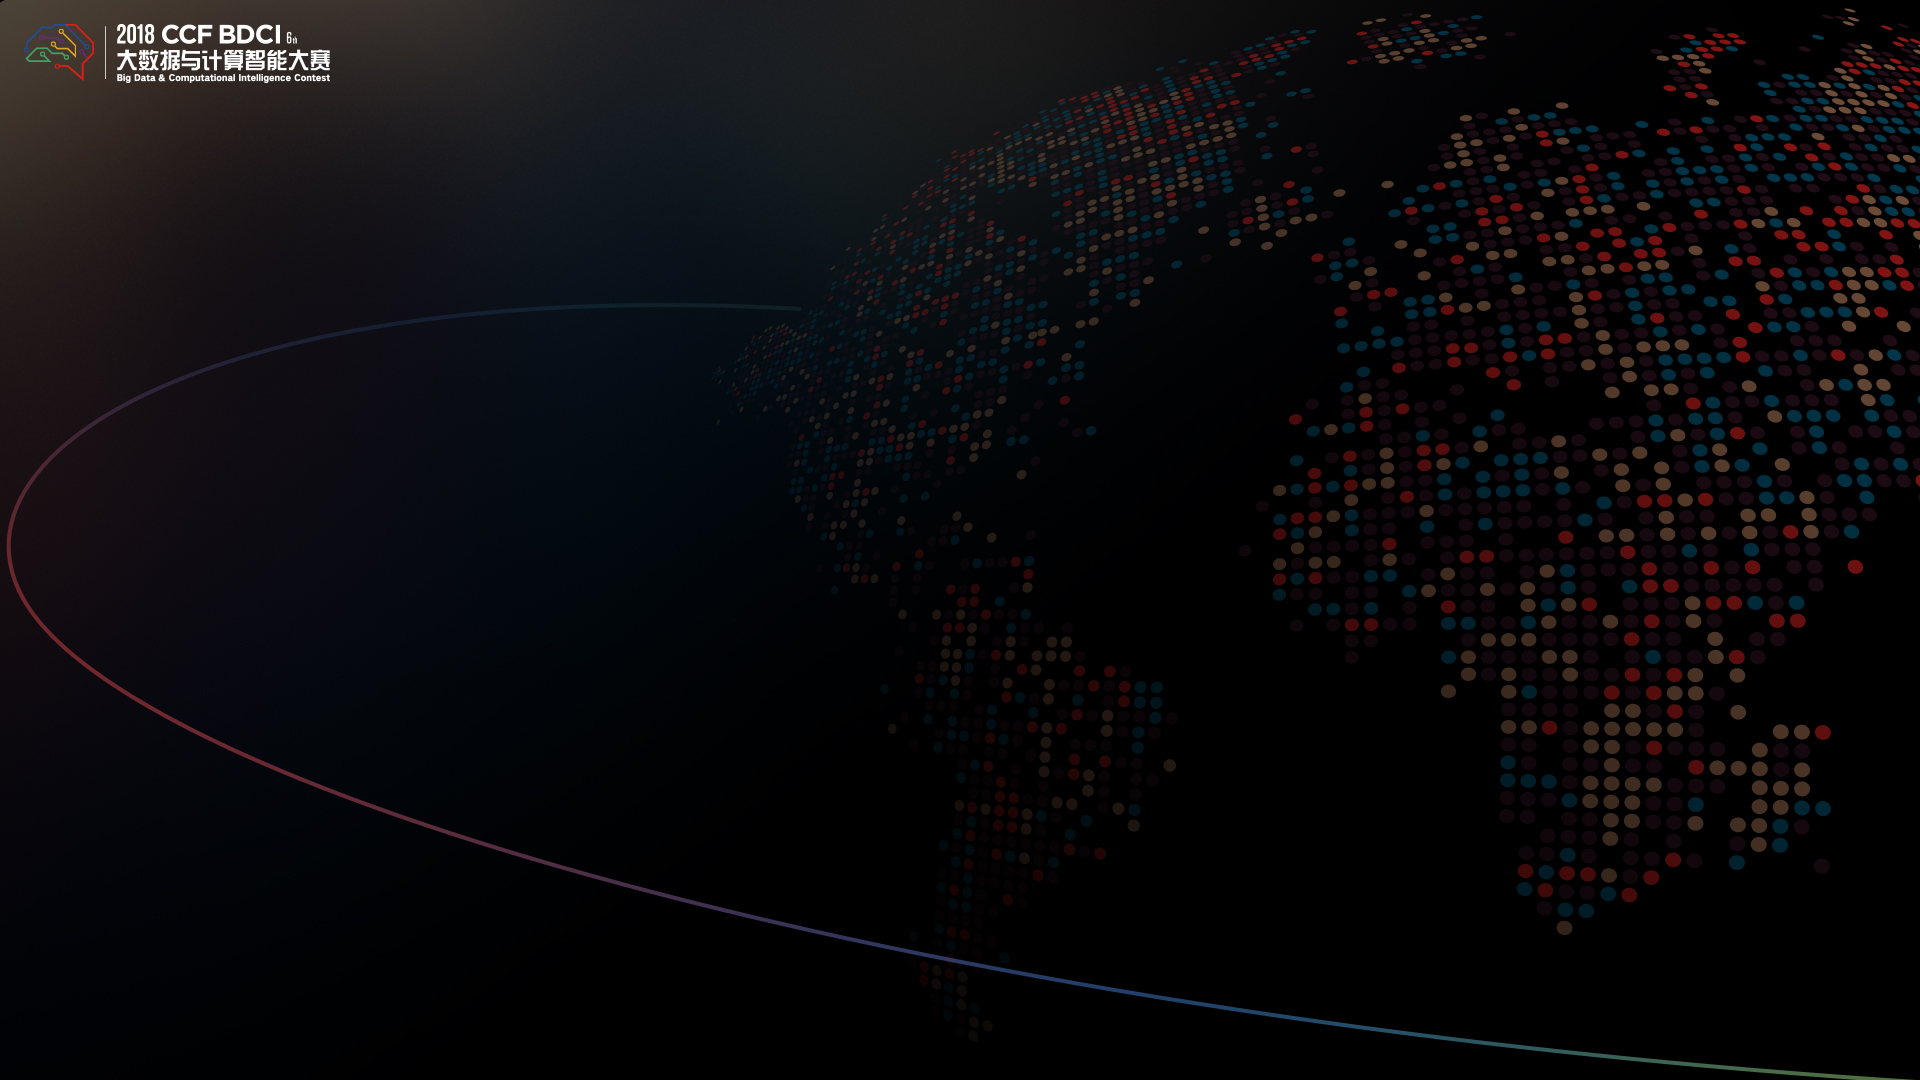 2018 CCF BDCI 6th
大数据与计算智能大赛
Big Data & Computational Intelligence Contest